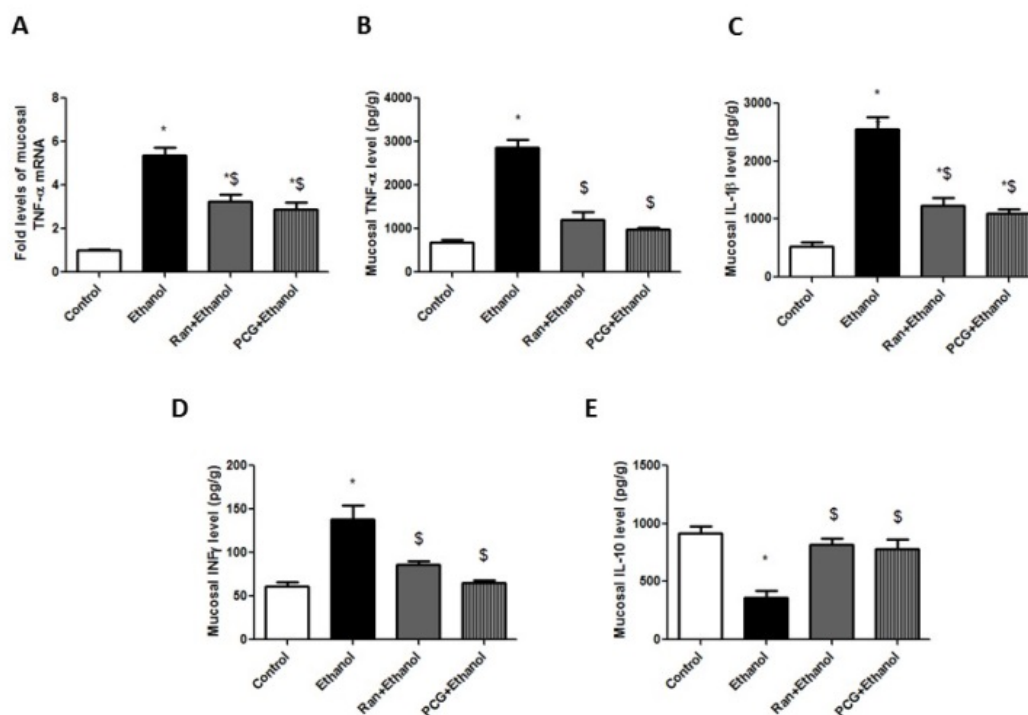 A
Fold levels of mucosal
TNF-α mRNA
8
6
4
2
0
*
*$
*$
Control
Ethanol
Ran+Ethanol
PCG+Ethanol
B
Mucosal TNF-α level (pg/g)
4000
3000
2000
1000
0
*
$
$
Control
Ethanol
Ran+Ethanol
PCG+Ethanol
C
Mucosal IL-1β level (pg/g)
3000
2000
1000
0
*
*$
*$
Control
Ethanol
Ran+Ethanol
PCG+Ethanol
D
Mucosal INFγ level (pg/g)
200
150
100
50
0
*
$
$
Control
Ethanol
Ran+Ethanol
PCG+Ethanol
E
Mucosal IL-10 level (pg/g)
1500
1000
500
0
*
$
$
Control
Ethanol
Ran+Ethanol
PCG+Ethanol